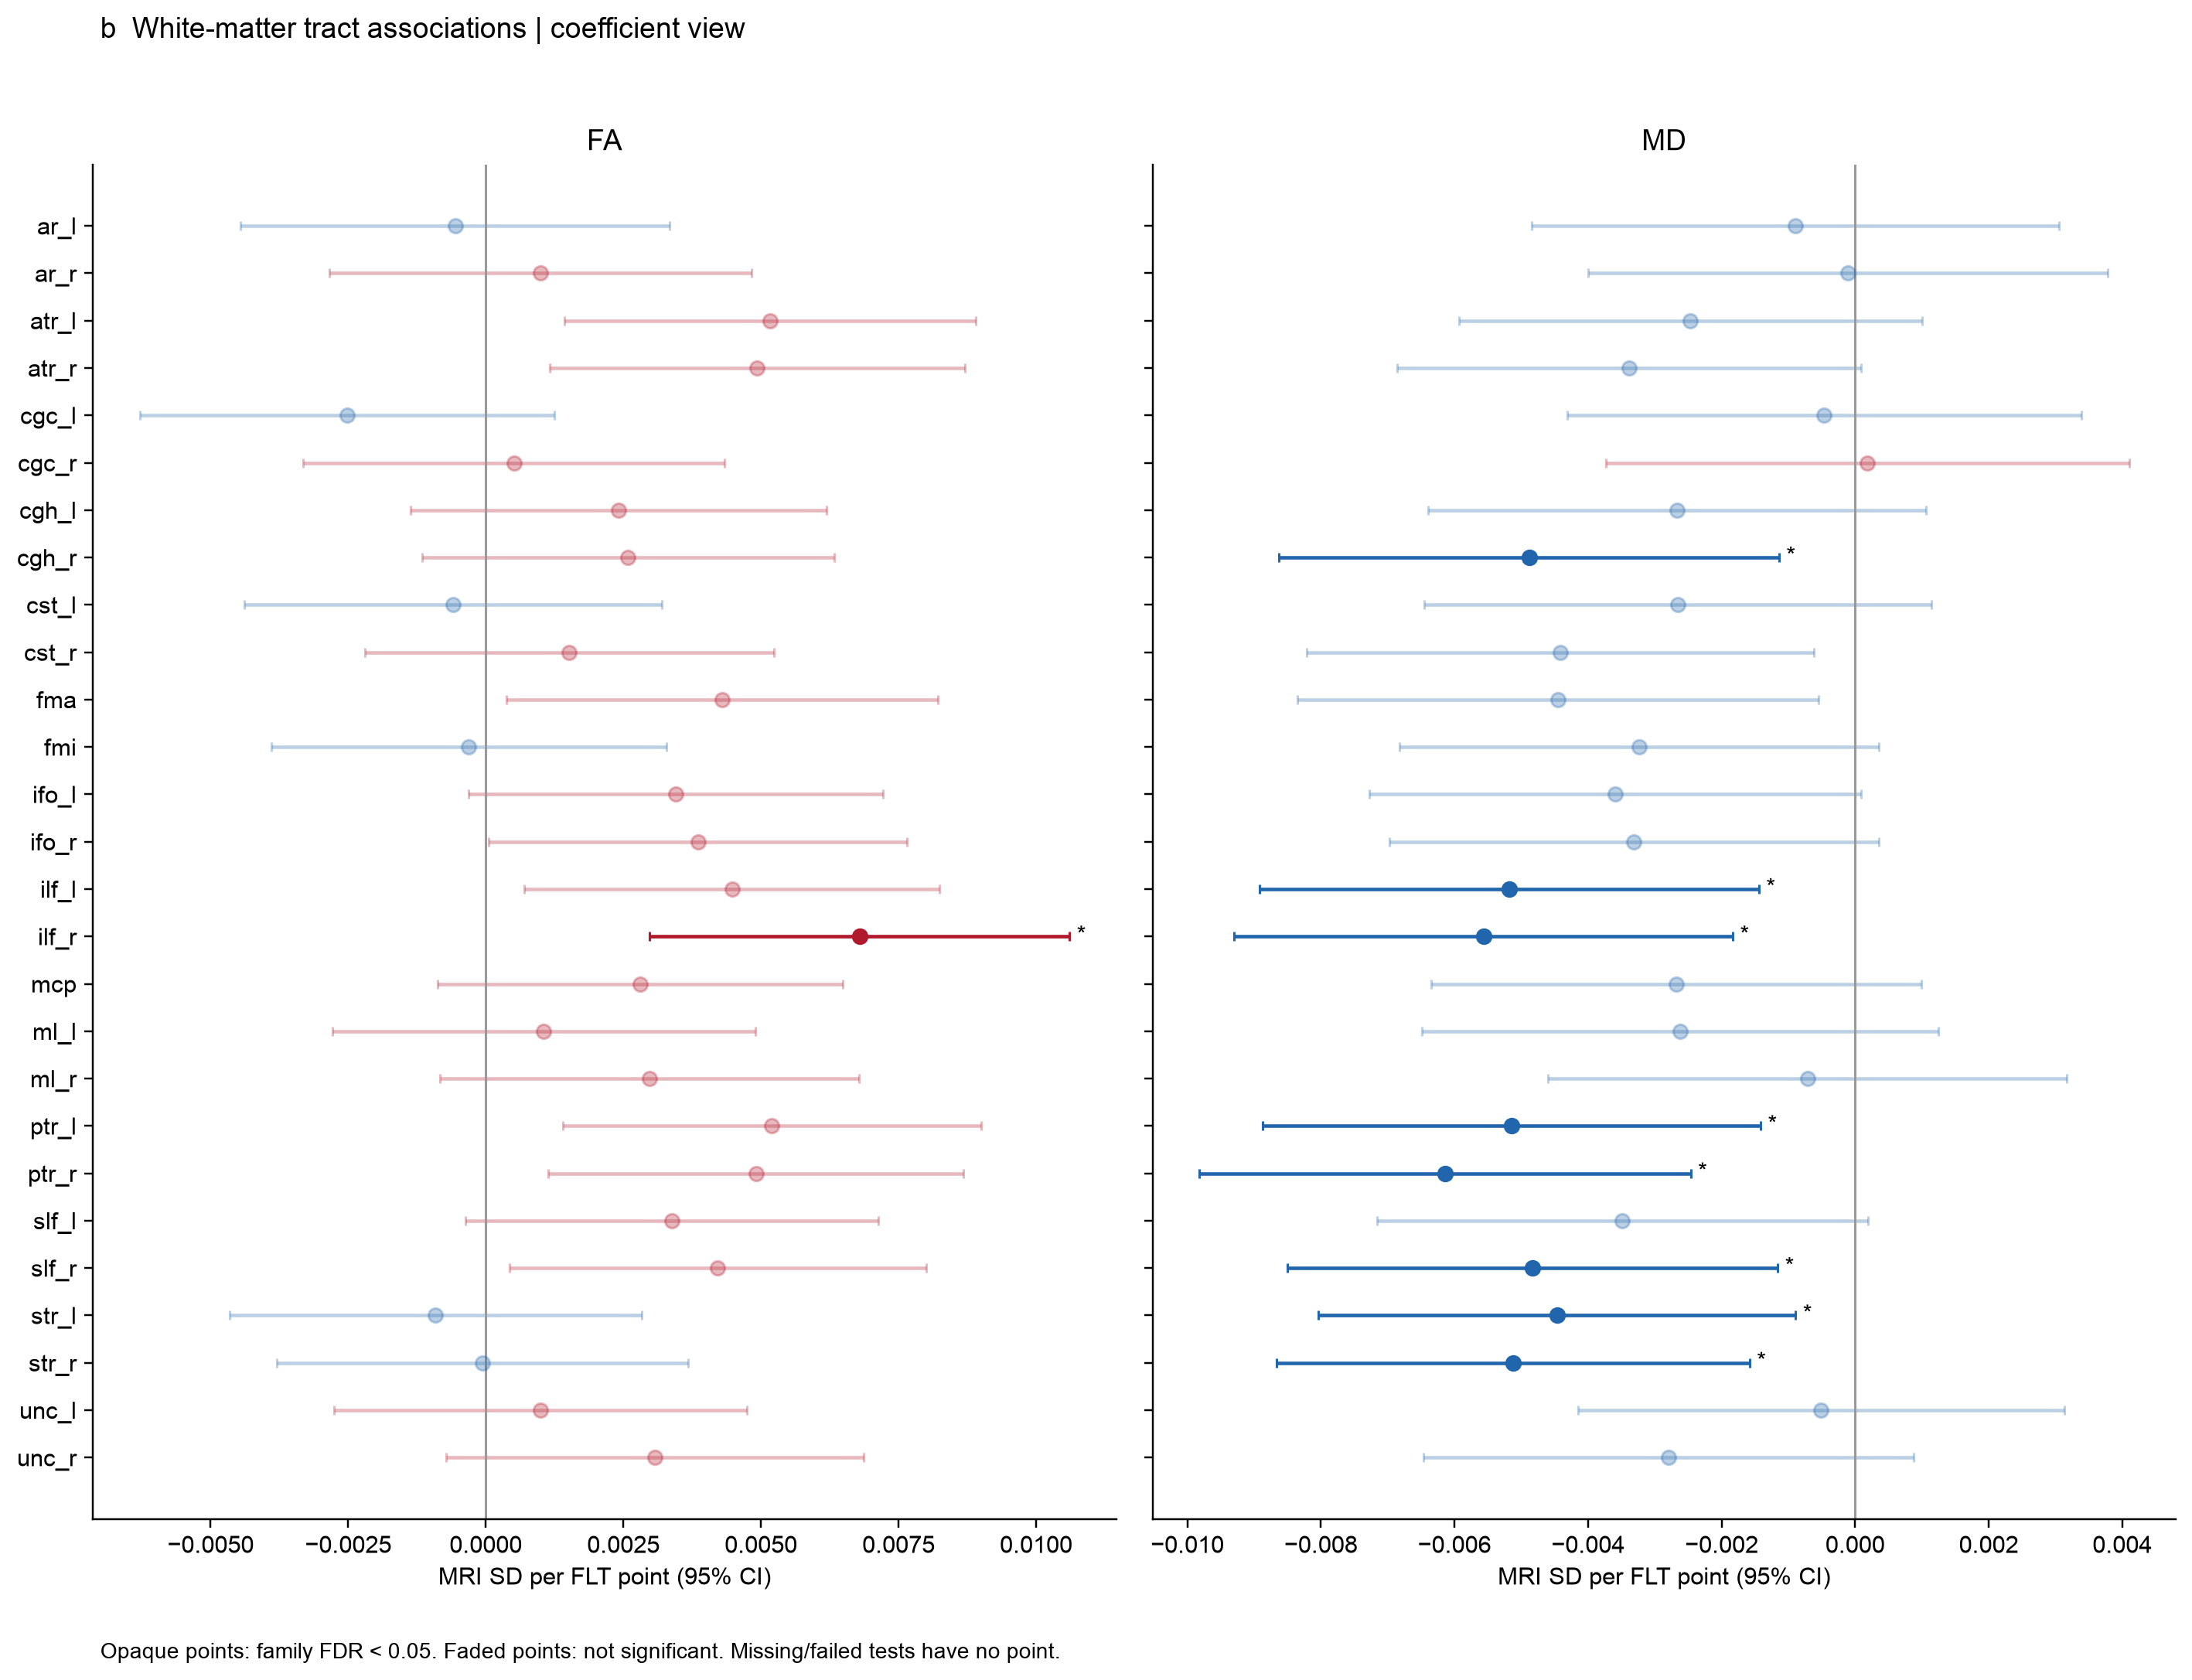 b  White-matter tract associations | coefficient view
FA
MD
ar_l
ar_r
atr_l
atr_r
cgc_l
cgc_r
cgh_l
cgh_r
*
cst_l
cst_r
fma
fmi
ifo_l
ifo_r
ilf_l
*
ilf_r
*
*
mcp
ml_l
ml_r
ptr_l
*
ptr_r
*
slf_l
slf_r
*
str_l
*
str_r
*
unc_l
unc_r
−0.0050 −0.0025 0.0000 0.0025 0.0050 0.0075 0.0100
−0.010 −0.008 −0.006 −0.004 −0.002 0.000 0.002 0.004
MRI SD per FLT point (95% CI)
MRI SD per FLT point (95% CI)
Opaque points: family FDR < 0.05. Faded points: not significant. Missing/failed tests have no point.